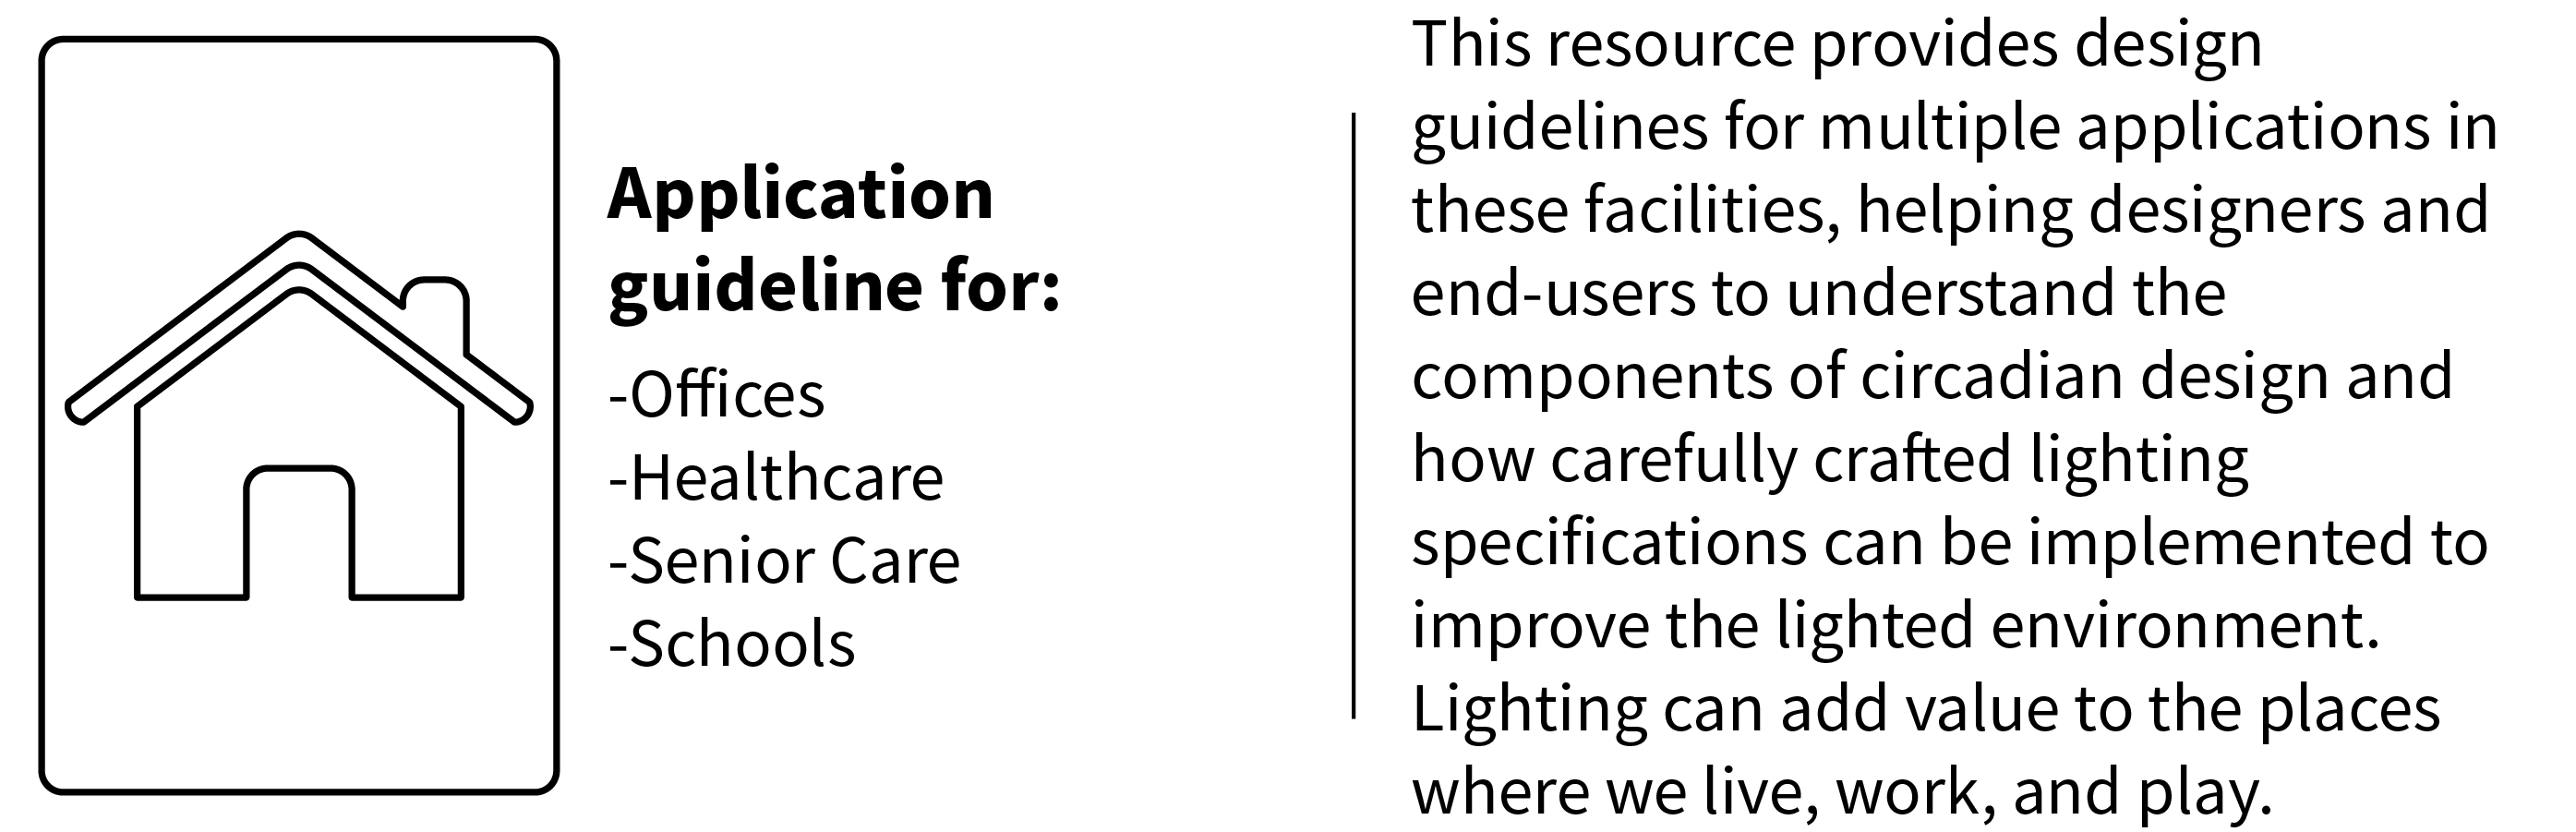 Application
guideline for:
-Offices
-Healthcare
-Senior Care
-Schools
This resource provides design
guidelines for multiple applications in
these facilities, helping designers and
end-users to understand the
components of circadian design and
how carefully crafted lighting
specifications can be implemented to
improve the lighted environment.
Lighting can add value to the places
where we live, work, and play.